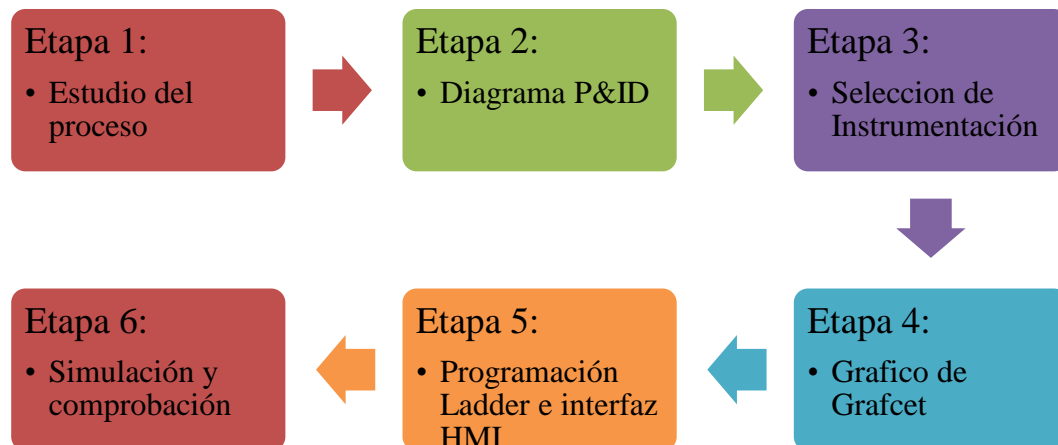 Etapa 1:
• Estudio del
proceso
Etapa 2:
• Diagrama P&ID
Etapa 3:
• Seleccion de
Instrumentación
Etapa 4:
• Grafico de
Grafcet
Etapa 5:
• Programación
Ladder e interfaz
HMI
Etapa 6:
• Simulación y
comprobación